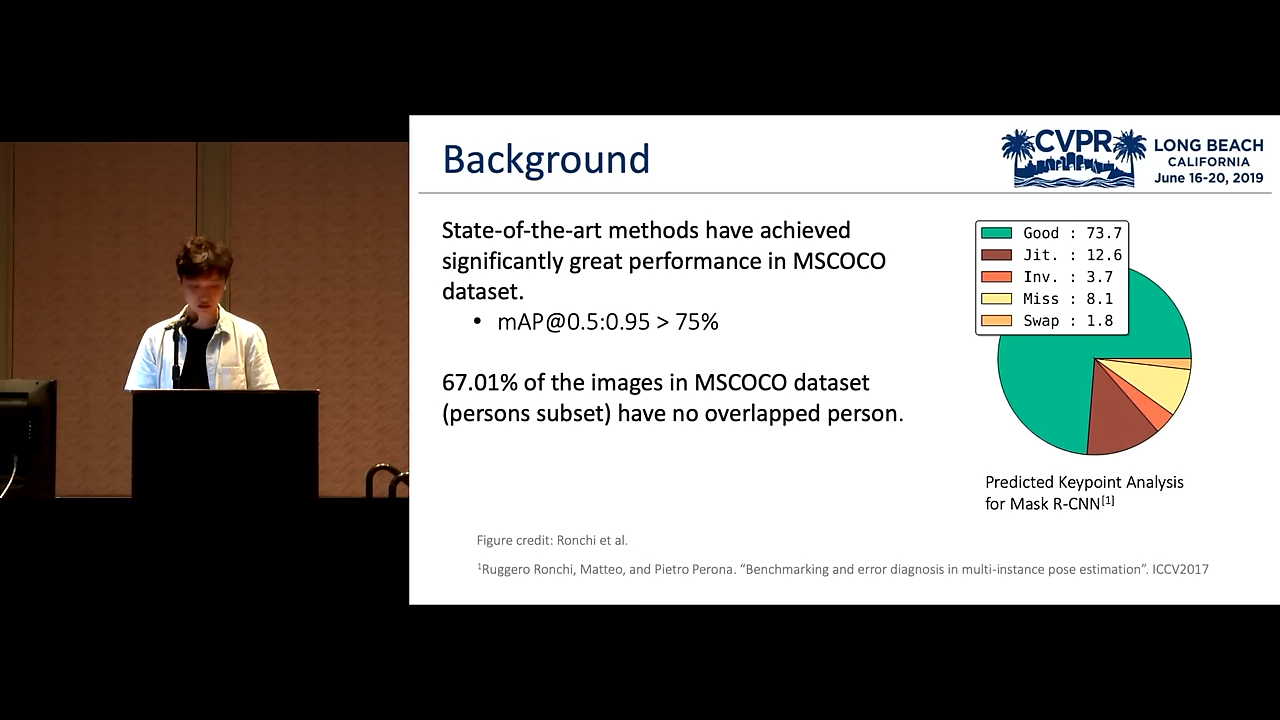 Background
CVPR
LONG BEACH
CALIFORNIA
June 16-20, 2019
State-of-the-art methods have achieved
significantly great performance in MSCOCO
dataset.
• mAP@0.5:0.95 > 75%
67.01% of the images in MSCOCO dataset
(persons subset) have no overlapped person.
Good : 73.7
Jit. : 12.6
Inv. : 3.7
Miss : 8.1
Swap : 1.8
Predicted Keypoint Analysis
for Mask R-CNN[1]
Figure credit: Ronchi et al.
1Ruggero Ronchi, Matteo, and Pietro Perona. “Benchmarking and error diagnosis in multi-instance pose estimation”. ICCV2017